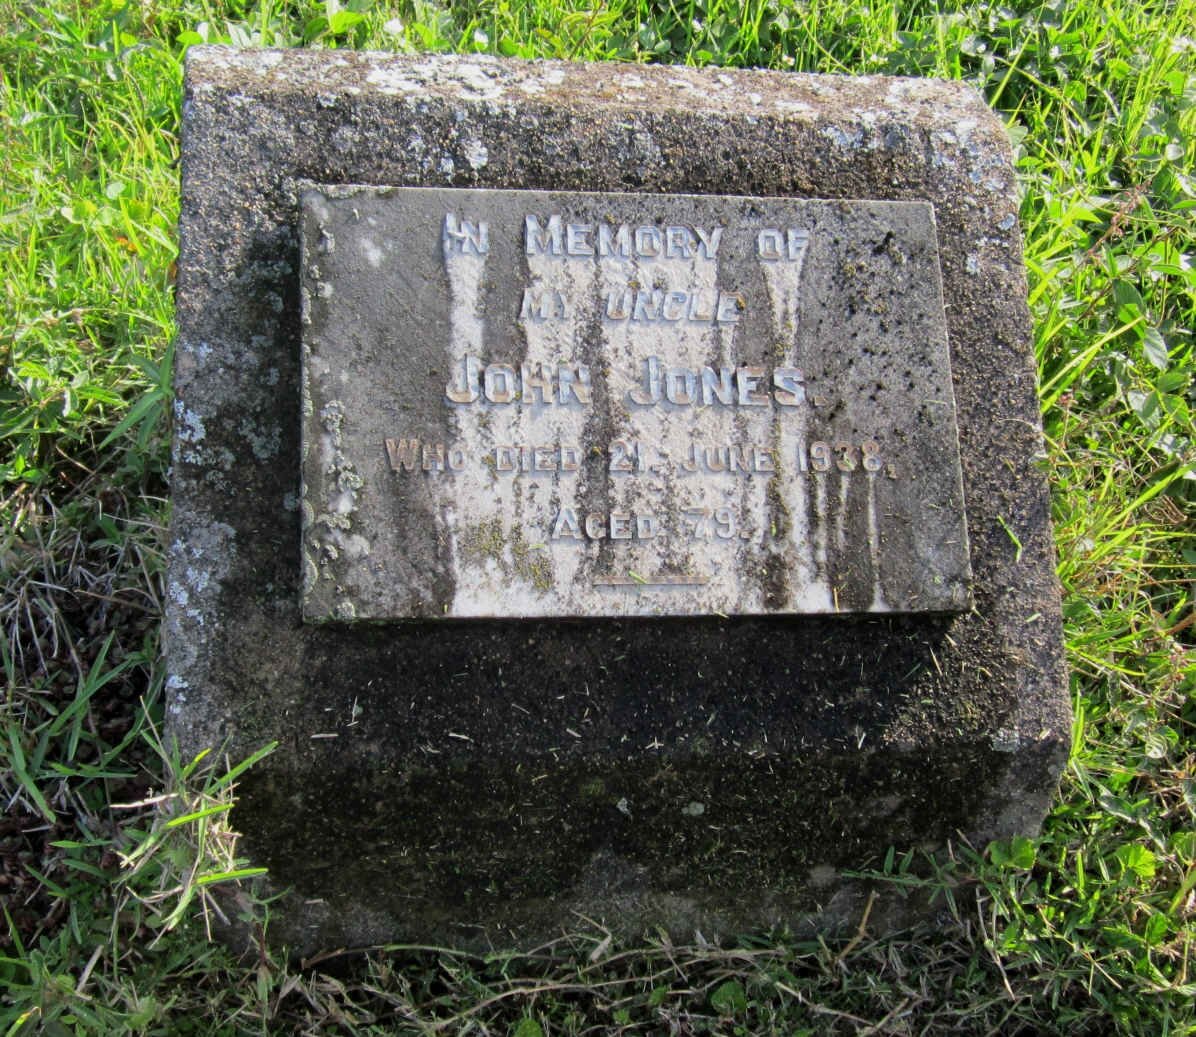 In Memory of
My Uncle
John Jones.
Who died 21. June 1938.
Aged 79.